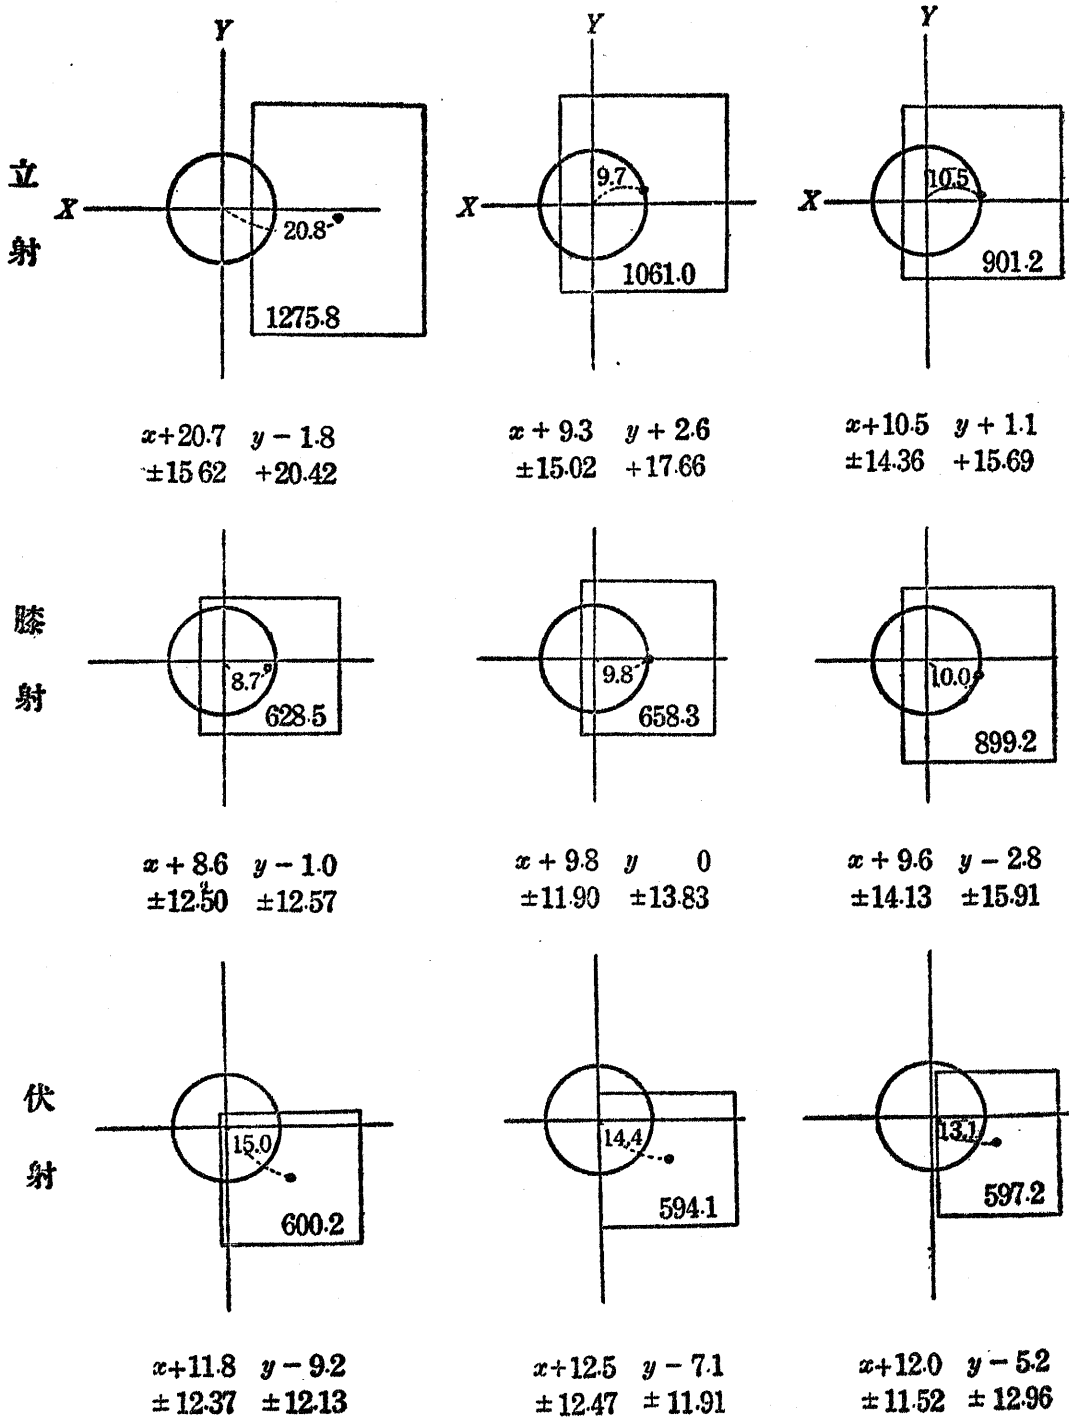 Y Y Y
立射
X 20.8 1275.8
X 9.7 1061.0
X 10.5 901.2
x+20.7 y-1.8 x+9.3 y+2.6 x+10.5 y+1.1
±15 62 +20.42 ±15.02 +17.66 ±14.36 +15.69
膝射
8.7 628.5
9.8 658.3
10.0 899.2
x+8.6 y-1.0 x+9.8 y 0 x+9.6 y-2.8
±12.50 ±12.57 ±11.90 ±13.83 ±14.13 ±15.91
伏射
15.0 600.2
14.4 594.1
13.1 597.2
x+11.8 y-9.2 x+12.5 y-7.1 x+12.0 y-5.2
±12.37 ±12.13 ±12.47 ±11.91 ±11.52 ±12.96